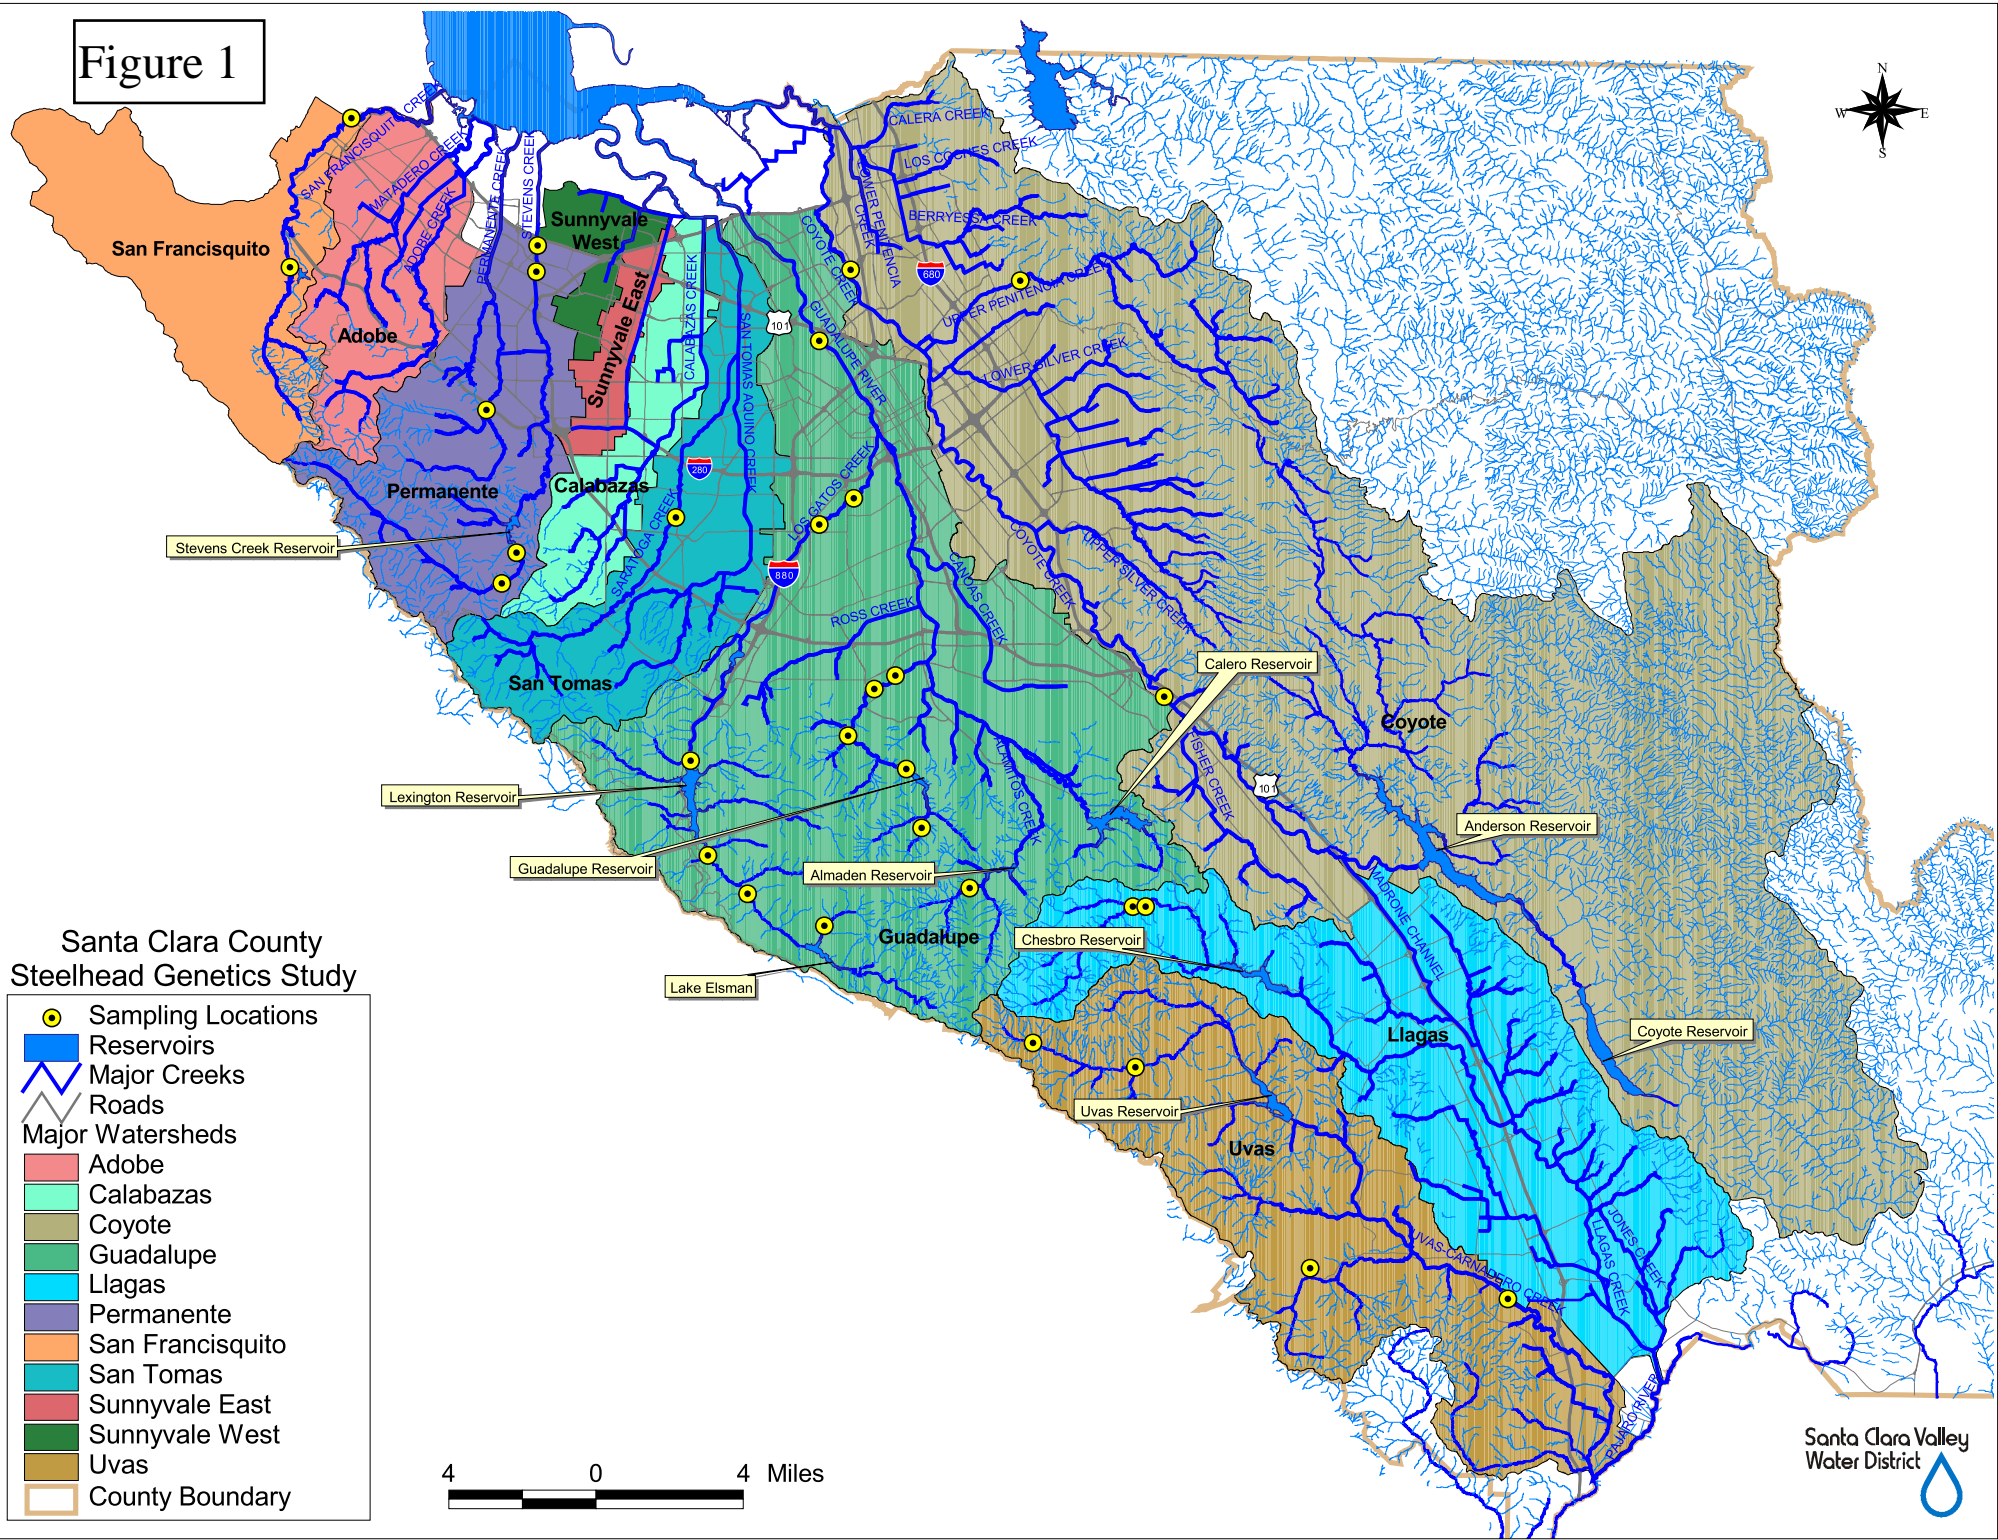 Figure 1
N
W
E
S
SAN FRANCISQUITO CREEK
MATADERO CREEK
ADOBE CREEK
PERMANENTE CREEK
STEVENS CREEK
CALERA CREEK
LOS COCHES CREEK
LOWER PENITENCIA
CREEK
BERRYESSA CREEK
San Francisquito
Sunnyvale
West
COYOTE CREEK
680
UPPER PENITENCIA CREEK
Adobe
Sunnyvale East
CALABAZAS CREEK
SAN TOMAS AQUINO CREEK
101
GUADALUPE RIVER
LOWER SILVER CREEK
Permanente
Calabazas
280
LOS GATOS CREEK
SARATOGA CREEK
Stevens Creek Reservoir
880
CANOAS CREEK
COYOTE CREEK
UPPER SILVER CREEK
ROSS CREEK
Calero Reservoir
San Tomas
Coyote
FISHER CREEK
ALAMITOS CREEK
101
Lexington Reservoir
Anderson Reservoir
Guadalupe Reservoir
Almaden Reservoir
MADRONE CHANNEL
Guadalupe
Chesbro Reservoir
Lake Elsman
Llagas
Coyote Reservoir
Uvas Reservoir
Uvas
UVAS-CARNADERO CREEK
JONES CREEK
LLAGAS CREEK
PAJARO RIVER
Santa Clara County
Steelhead Genetics Study
Sampling Locations
Reservoirs
Major Creeks
Roads
Major Watersheds
Adobe
Calabazas
Coyote
Guadalupe
Llagas
Permanente
San Francisquito
San Tomas
Sunnyvale East
Sunnyvale West
Uvas
County Boundary
4 0 4 Miles
Santa Clara Valley
Water District